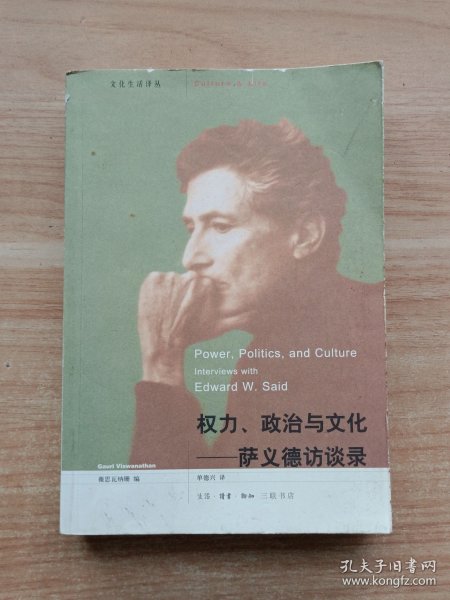 文化生活译丛
Culture & Life
Power, Politics, and Culture
Interviews with
Edward W. Said
权力、政治与文化
——萨义德访谈录
Gauri Viswanathan
薇思瓦纳珊 编
单德兴 译
生活·讀書·新知 三联书店
孔夫子旧书网
www.kongfz.com